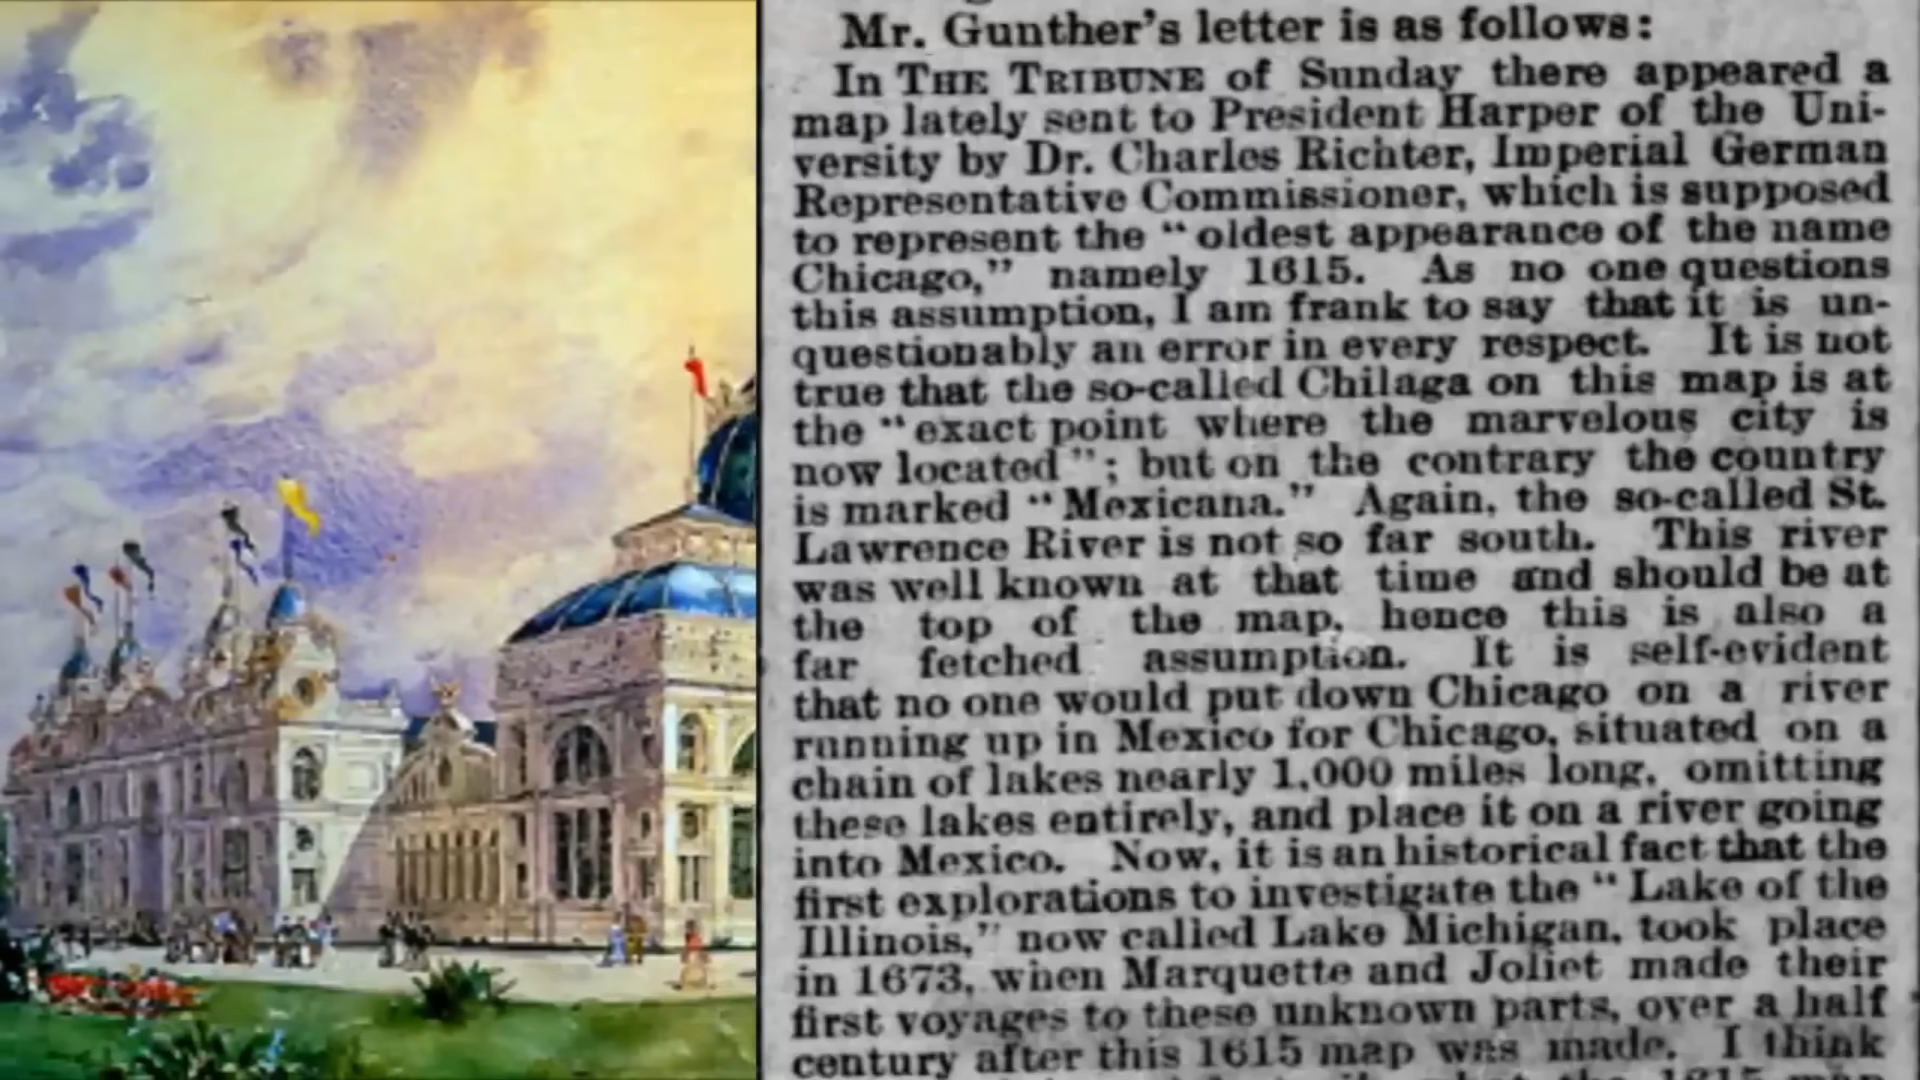 Mr. Gunther's letter is as follows:
In THE TRIBUNE of Sunday there appeared a
map lately sent to President Harper of the Uni-
versity by Dr. Charles Richter, Imperial German
Representative Commissioner, which is supposed
to represent the "oldest appearance of the name
Chicago," namely 1615. As no one questions
this assumption, I am frank to say that it is un-
questionably an error in every respect. It is not
true that the so-called Chilaga on this map is at
the "exact point where the marvelous city is
now located"; but on the contrary the country
is marked "Mexicana." Again, the so-called St.
Lawrence River is not so far south. This river
was well known at that time and should be at
the top of the map, hence this is also a
far fetched assumption. It is self-evident
that no one would put down Chicago on a river
running up in Mexico for Chicago, situated on a
chain of lakes nearly 1,000 miles long, omitting
these lakes entirely, and place it on a river going
into Mexico. Now, it is an historical fact that the
first explorations to investigate the "Lake of the
Illinois," now called Lake Michigan, took place
in 1673, when Marquette and Joliet made their
first voyages to these unknown parts, over a half
century after this 1615 map was made. I think